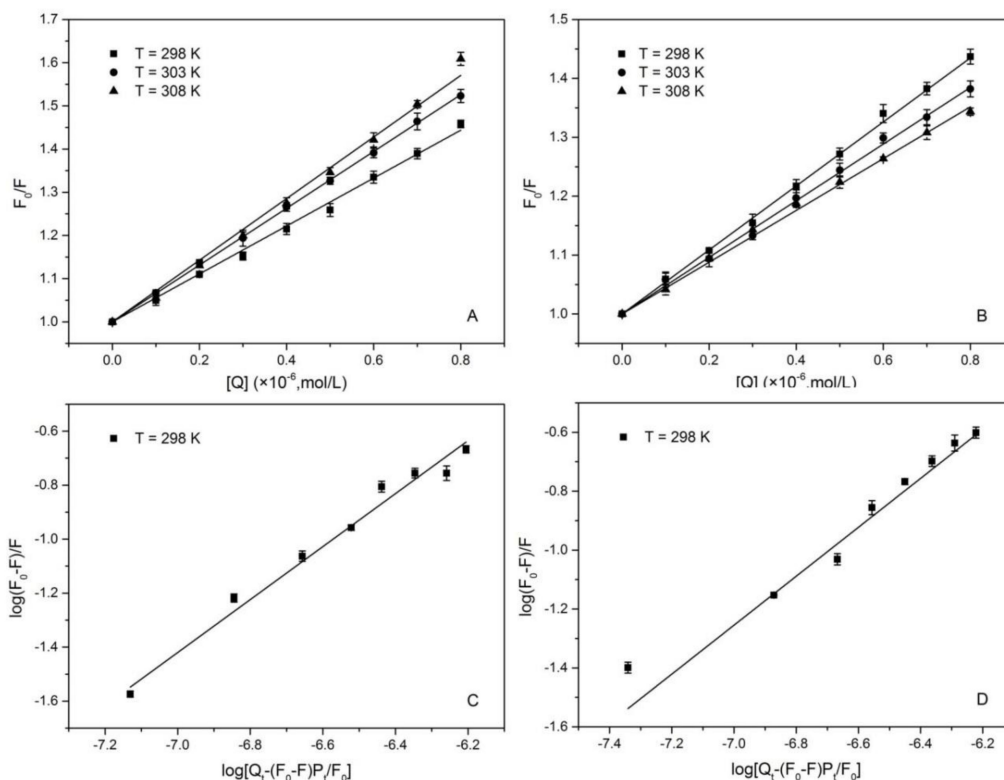 1.7
1.6
1.5
1.4
1.3
1.2
1.1
1.0
F₀/F
T = 298 K
T = 303 K
T = 308 K
A
0.0 0.2 0.4 0.6 0.8
[Q] (×10⁻⁶,mol/L)
1.5
1.4
1.3
1.2
1.1
1.0
F₀/F
T = 298 K
T = 303 K
T = 308 K
B
0.0 0.2 0.4 0.6 0.8
[Q] (×10⁻⁶.mol/L)
-0.6
-0.8
-1.0
-1.2
-1.4
-1.6
log(F₀-F)/F
T = 298 K
C
-7.2 -7.0 -6.8 -6.6 -6.4 -6.2
log[Qₜ-(F₀-F)Pₜ/F₀]
-0.6
-0.8
-1.0
-1.2
-1.4
-1.6
log(F₀-F)/F
T = 298 K
D
-7.4 -7.2 -7.0 -6.8 -6.6 -6.4 -6.2
log[Qₜ-(F₀-F)Pₜ/F₀]